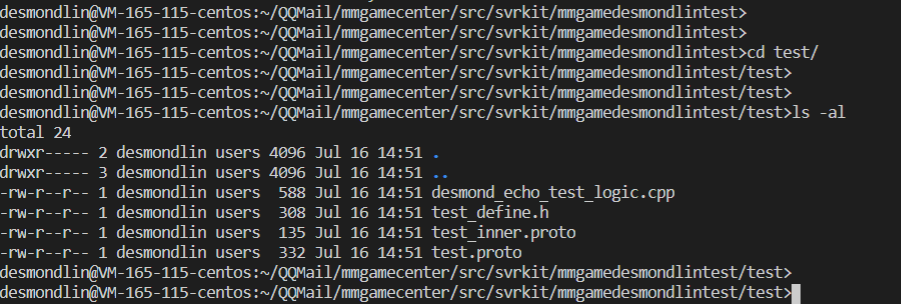 desmondlin@VM-165-115-centos:~/QQMail/mmgamecenter/src/svrkit/mmgamedesmondlintest>
desmondlin@VM-165-115-centos:~/QQMail/mmgamecenter/src/svrkit/mmgamedesmondlintest>
desmondlin@VM-165-115-centos:~/QQMail/mmgamecenter/src/svrkit/mmgamedesmondlintest>cd test/
desmondlin@VM-165-115-centos:~/QQMail/mmgamecenter/src/svrkit/mmgamedesmondlintest/test>
desmondlin@VM-165-115-centos:~/QQMail/mmgamecenter/src/svrkit/mmgamedesmondlintest/test>
desmondlin@VM-165-115-centos:~/QQMail/mmgamecenter/src/svrkit/mmgamedesmondlintest/test>ls -al
total 24
drwxr----- 2 desmondlin users 4096 Jul 16 14:51 .
drwxr----- 3 desmondlin users 4096 Jul 16 14:51 ..
-rw-r--r-- 1 desmondlin users  588 Jul 16 14:51 desmond_echo_test_logic.cpp
-rw-r--r-- 1 desmondlin users  308 Jul 16 14:51 test_define.h
-rw-r--r-- 1 desmondlin users  135 Jul 16 14:51 test_inner.proto
-rw-r--r-- 1 desmondlin users  332 Jul 16 14:51 test.proto
desmondlin@VM-165-115-centos:~/QQMail/mmgamecenter/src/svrkit/mmgamedesmondlintest/test>
desmondlin@VM-165-115-centos:~/QQMail/mmgamecenter/src/svrkit/mmgamedesmondlintest/test>